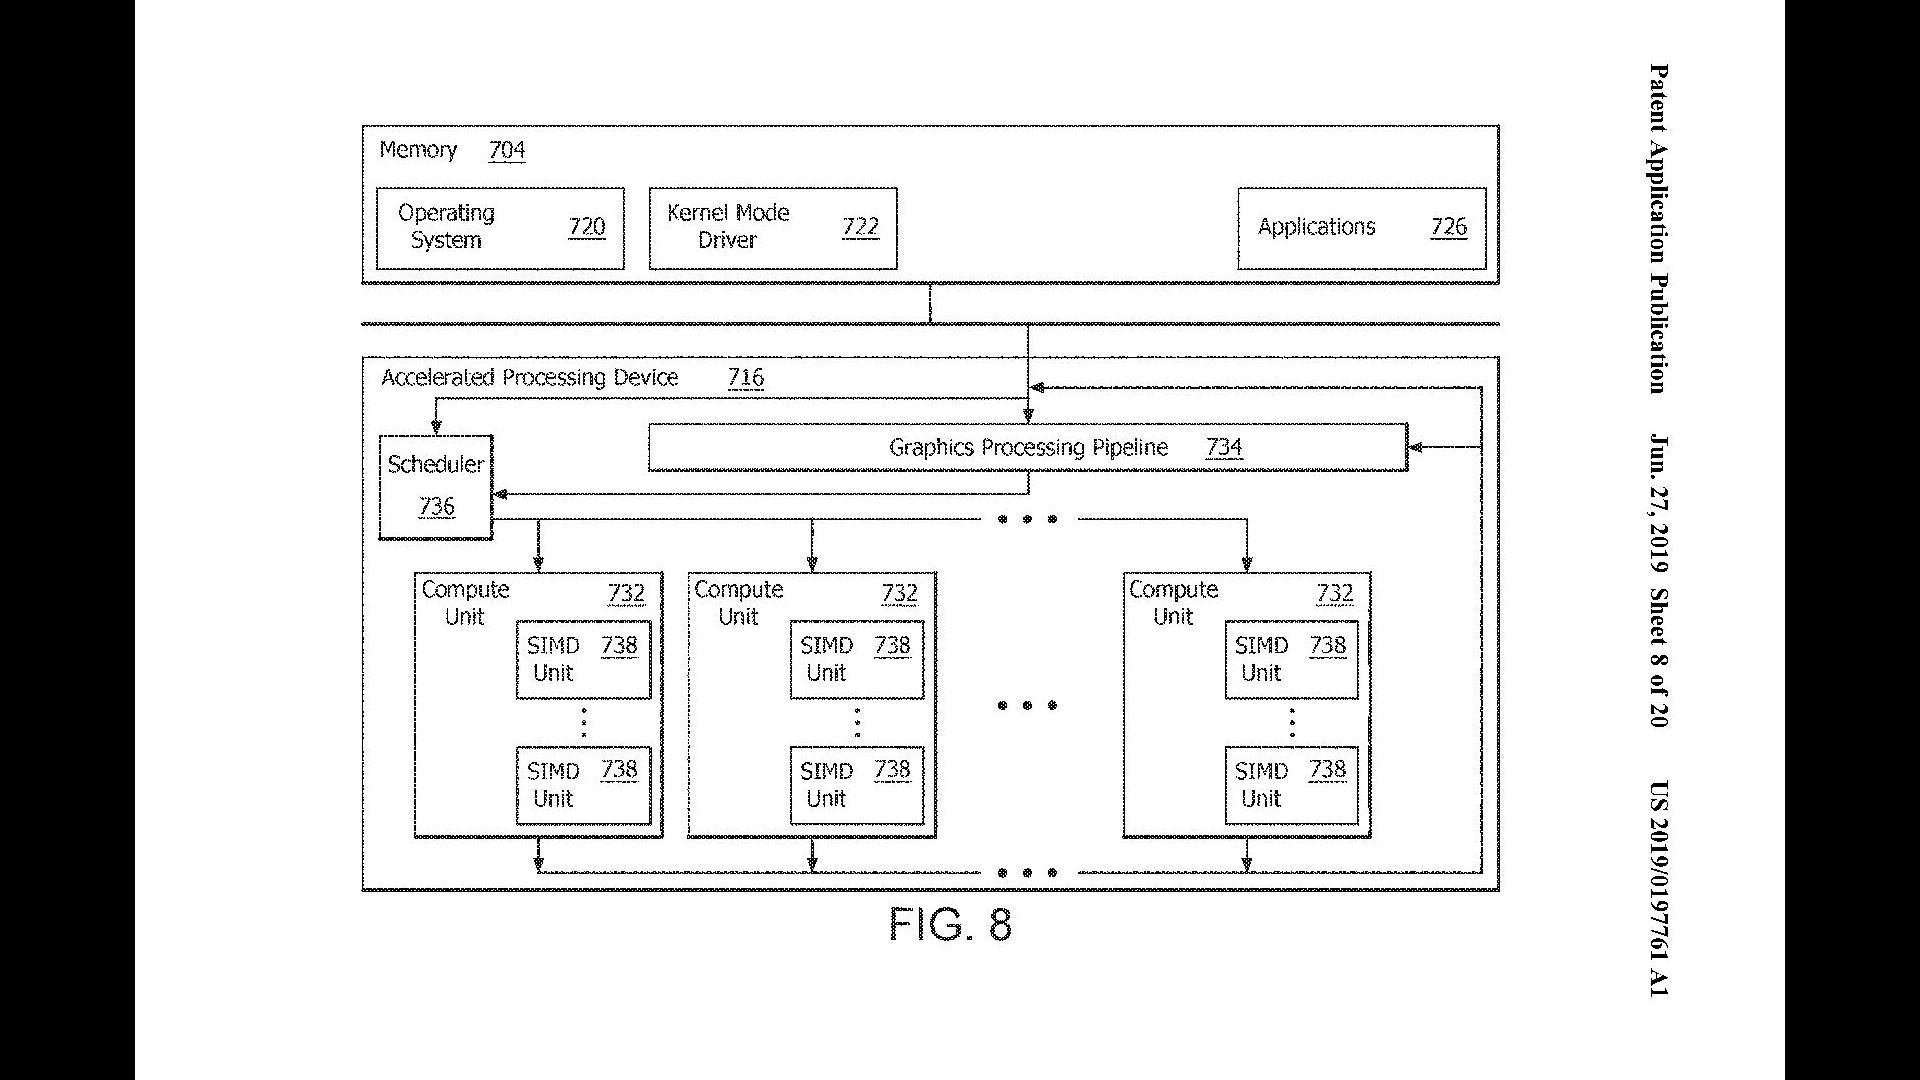 Patent Application Publication Jun. 27, 2019 Sheet 8 of 20 US 2019/0197761 A1
Memory 704
Operating
System 720
Kernel Mode
Driver 722
Applications 726
Accelerated Processing Device 716
Scheduler
736
Graphics Processing Pipeline 734
Compute
Unit 732
SIMD
Unit 738
SIMD
Unit 738
Compute
Unit 732
SIMD
Unit 738
SIMD
Unit 738
Compute
Unit 732
SIMD
Unit 738
SIMD
Unit 738
FIG. 8